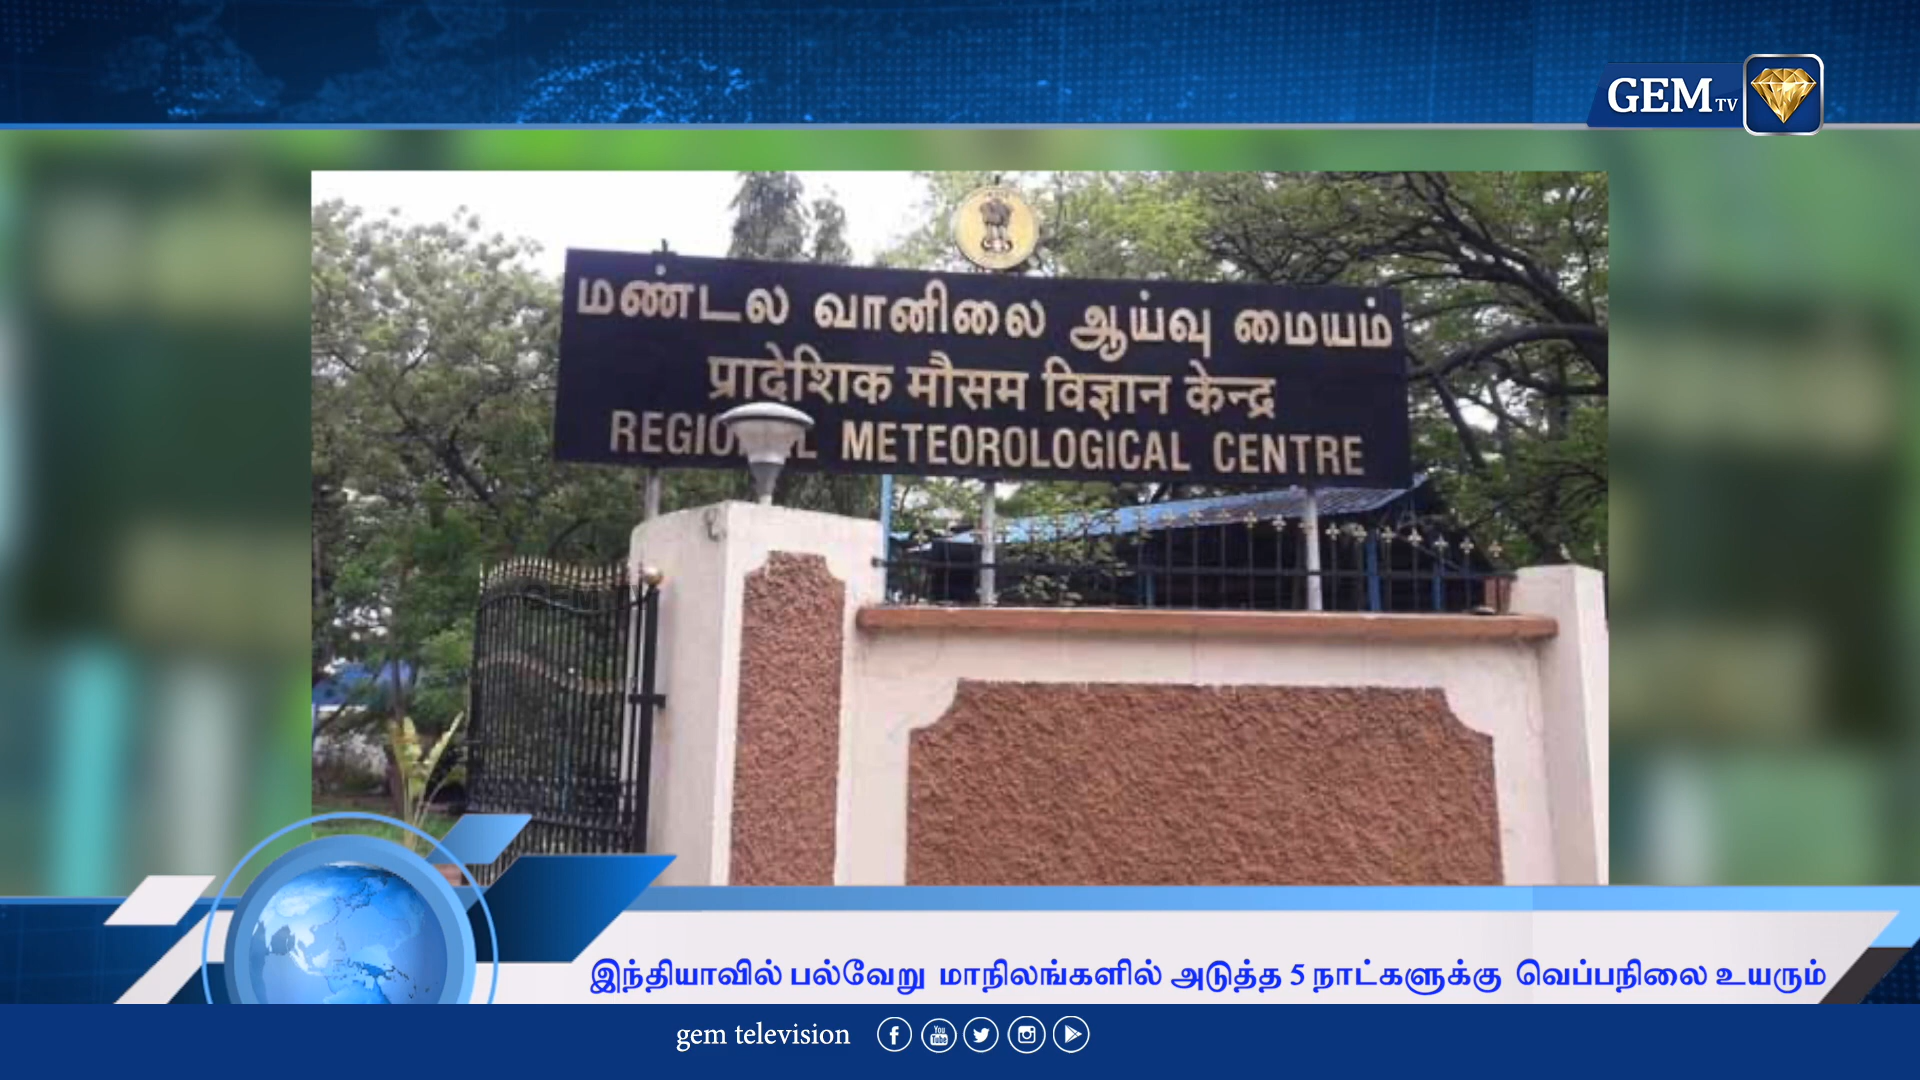 GEM TV
மண்டல வானிலை ஆய்வு மையம்
प्रादेशिक मौसम विज्ञान केन्द्र
REGIONAL METEOROLOGICAL CENTRE
இந்தியாவில் பல்வேறு மாநிலங்களில் அடுத்த 5 நாட்களுக்கு வெப்பநிலை உயரும்
gem television